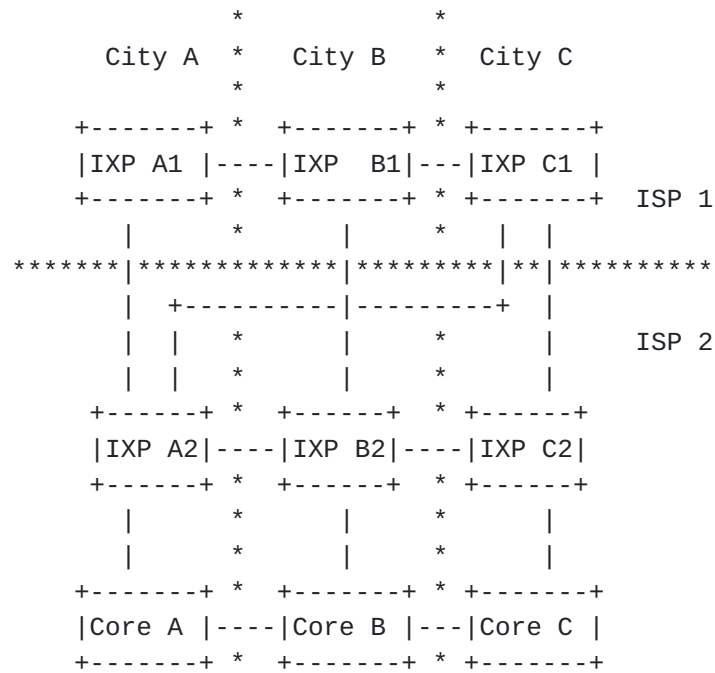 City A City B City C
IXP A1 IXP B1 IXP C1
ISP 1
ISP 2
IXP A2 IXP B2 IXP C2
Core A Core B Core C